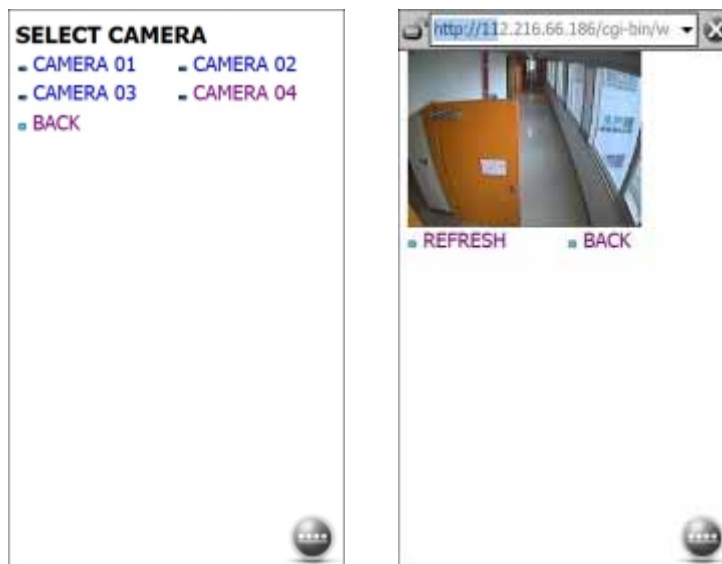 SELECT CAMERA
CAMERA 01 CAMERA 02
CAMERA 03 CAMERA 04
BACK
http://112.216.66.186/cgi-bin/w
REFRESH BACK